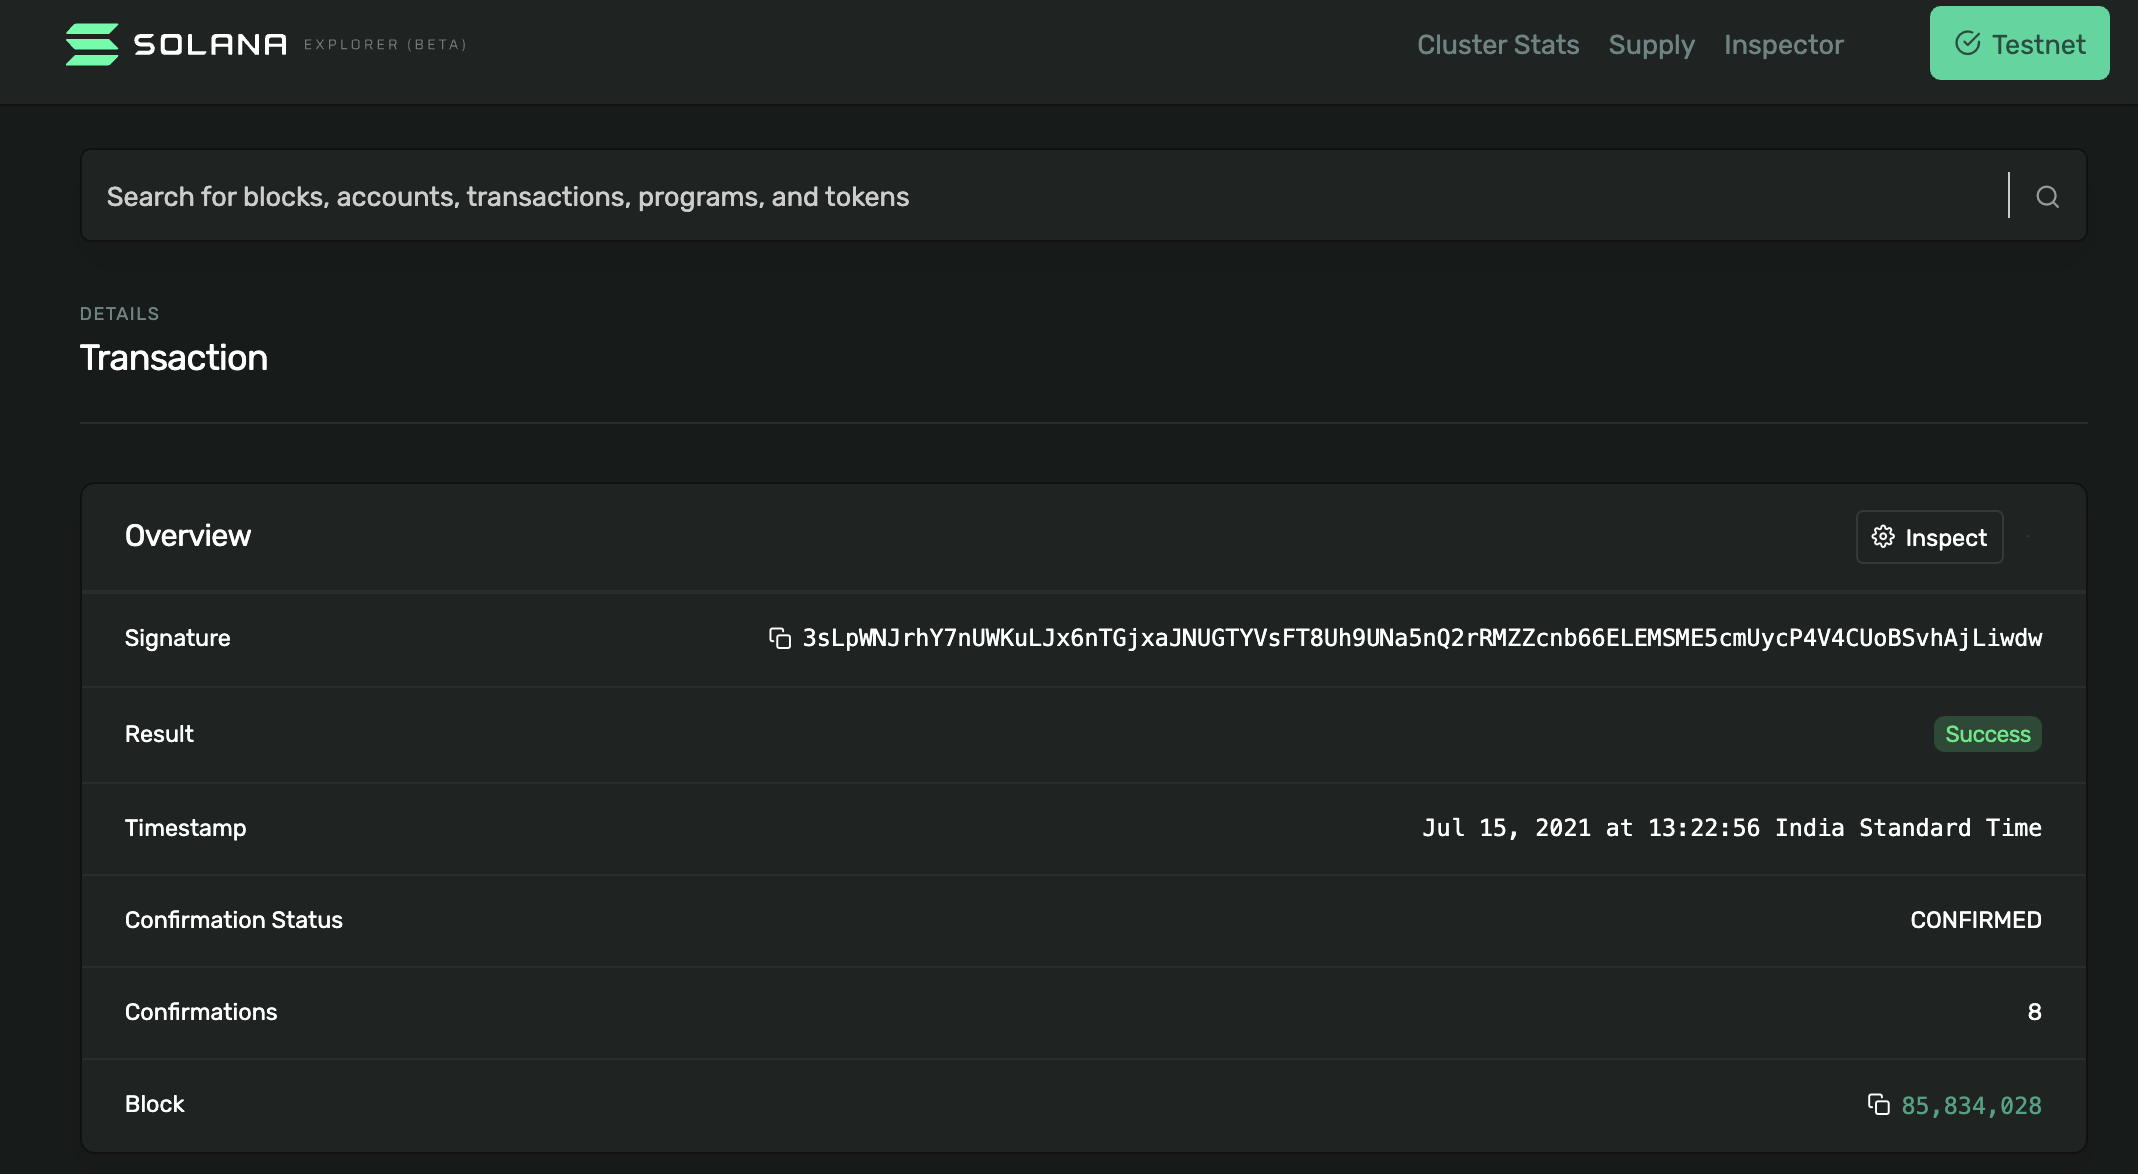 SOLANA EXPLORER (BETA) Cluster Stats Supply Inspector Testnet
Search for blocks, accounts, transactions, programs, and tokens
DETAILS
Transaction
Overview Inspect
Signature 3sLpWNJrhY7nUWKuLJx6nTGjxaJNUGTYVsFT8Uh9UNa5nQ2rRMZZcnb66ELEMSME5cmUycP4V4CUoBSvhAjLiwdw
Result Success
Timestamp Jul 15, 2021 at 13:22:56 India Standard Time
Confirmation Status CONFIRMED
Confirmations 8
Block 85,834,028